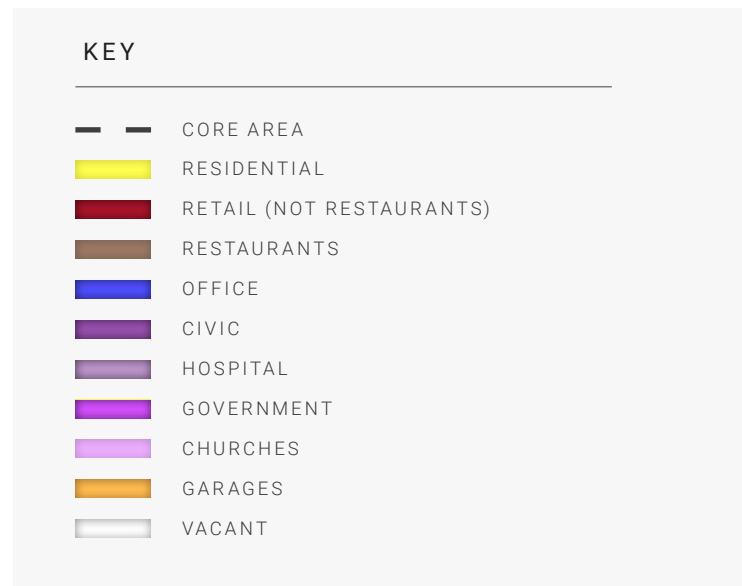 KEY
CORE AREA
RESIDENTIAL
RETAIL (NOT RESTAURANTS)
RESTAURANTS
OFFICE
CIVIC
HOSPITAL
GOVERNMENT
CHURCHES
GARAGES
VACANT